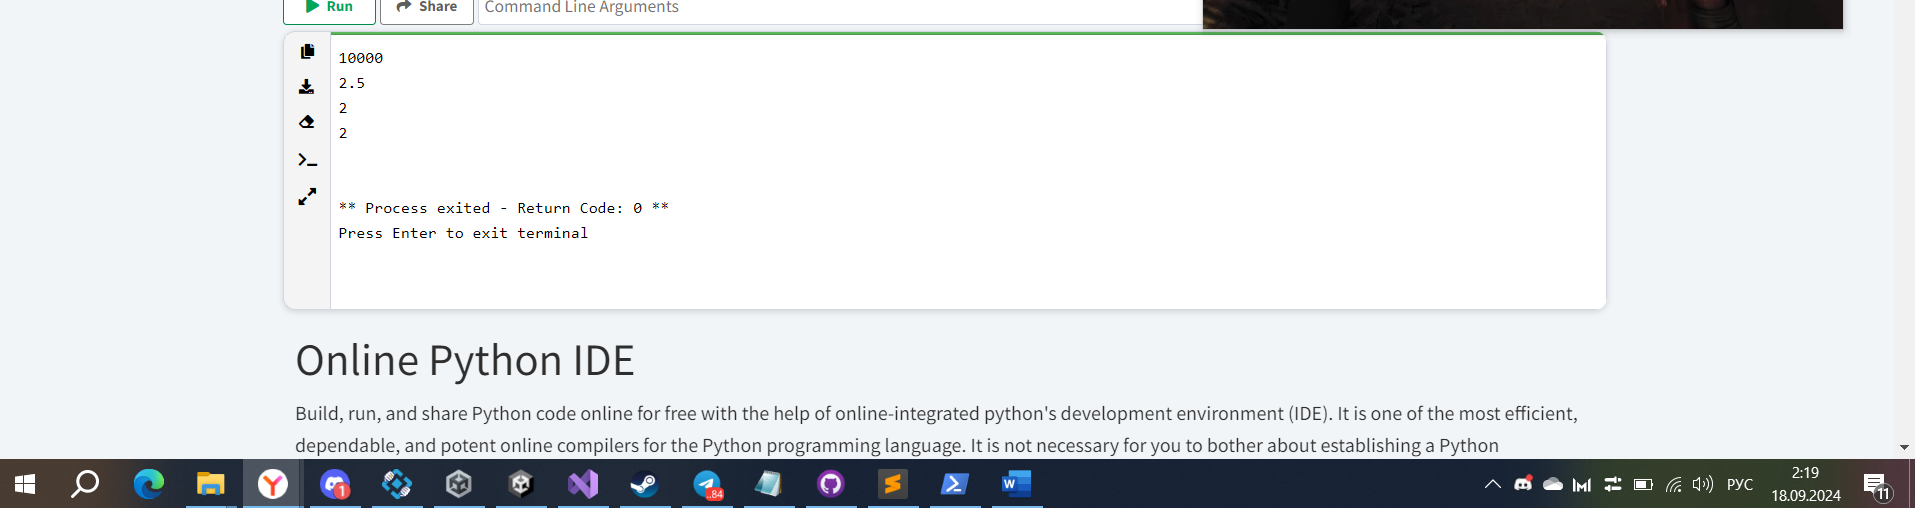 Run Share Command Line Arguments
10000
2.5
2
2
** Process exited - Return Code: 0 **
Press Enter to exit terminal
Online Python IDE
Build, run, and share Python code online for free with the help of online-integrated python's development environment (IDE). It is one of the most efficient,
dependable, and potent online compilers for the Python programming language. It is not necessary for you to bother about establishing a Python
1 .84 W РУС 2:19 18.09.2024 11